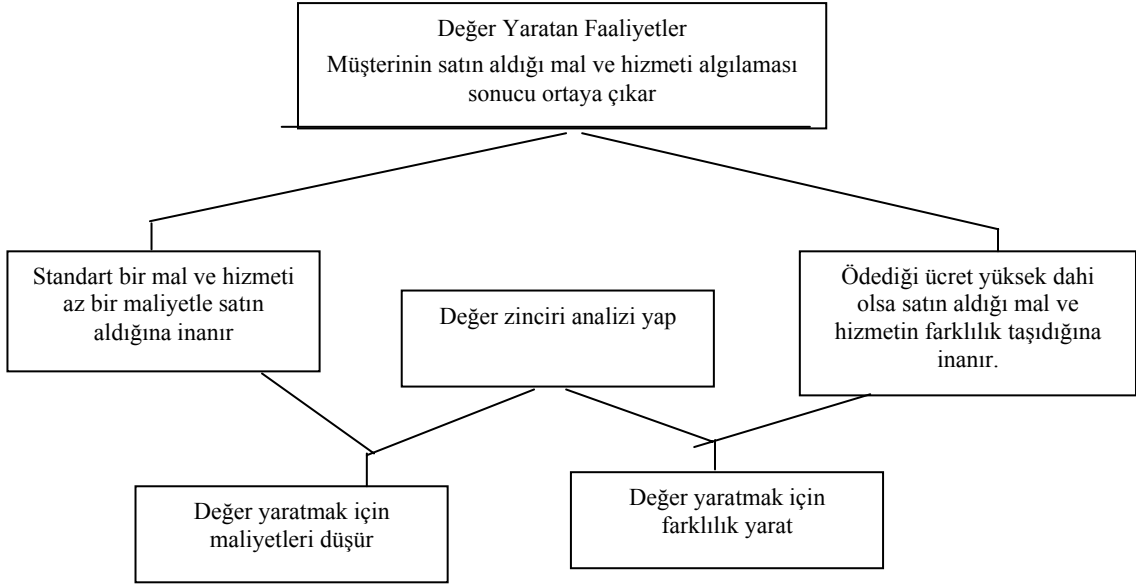 Değer Yaratan Faaliyetler
Müşterinin satın aldığı mal ve hizmeti algılaması
sonucu ortaya çıkar
Standart bir mal ve hizmeti
az bir maliyetle satın
aldığına inanır
Değer zinciri analizi yap
Ödediği ücret yüksek dahi
olsa satın aldığı mal ve
hizmetin farklılık taşıdığına
inanır.
Değer yaratmak için
maliyetleri düşür
Değer yaratmak için
farklılık yarat